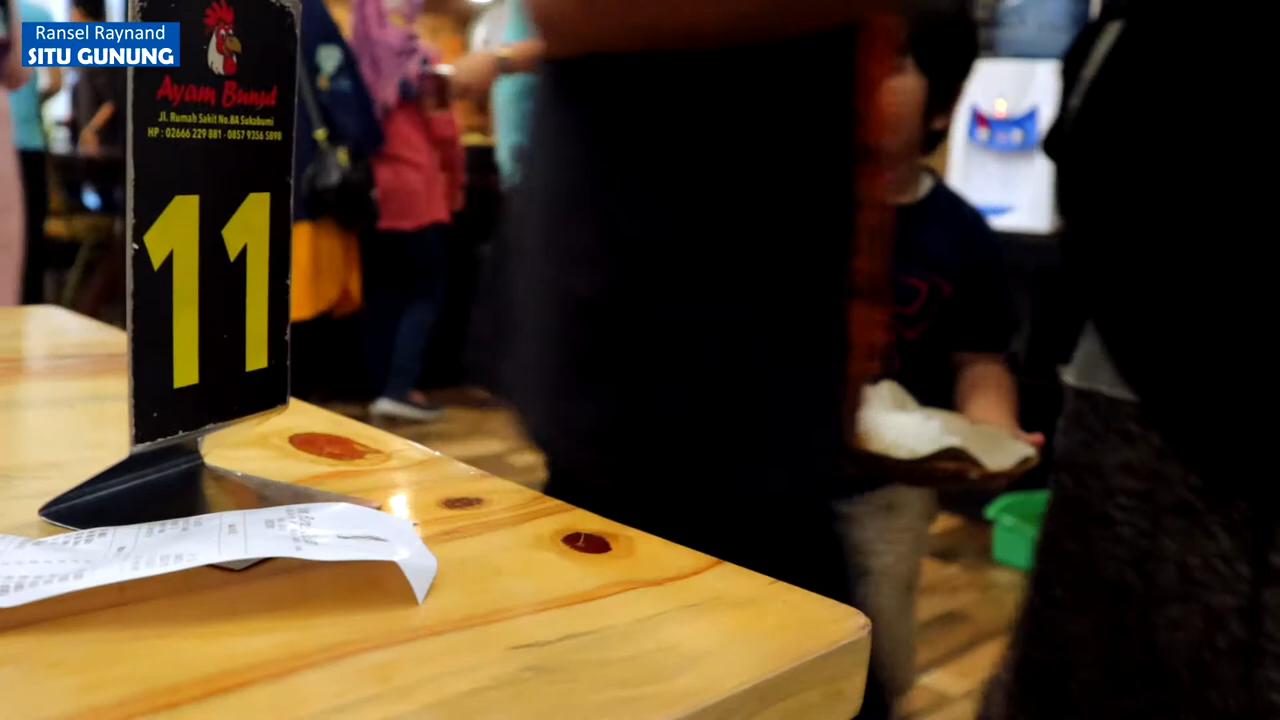 Ransel Raynand
SITU GUNUNG
Ayam Bunjd
Jl. Rumah Sakit No.8A Sukabumi
HP : 02666 229 881 - 0857 9356 5898
11